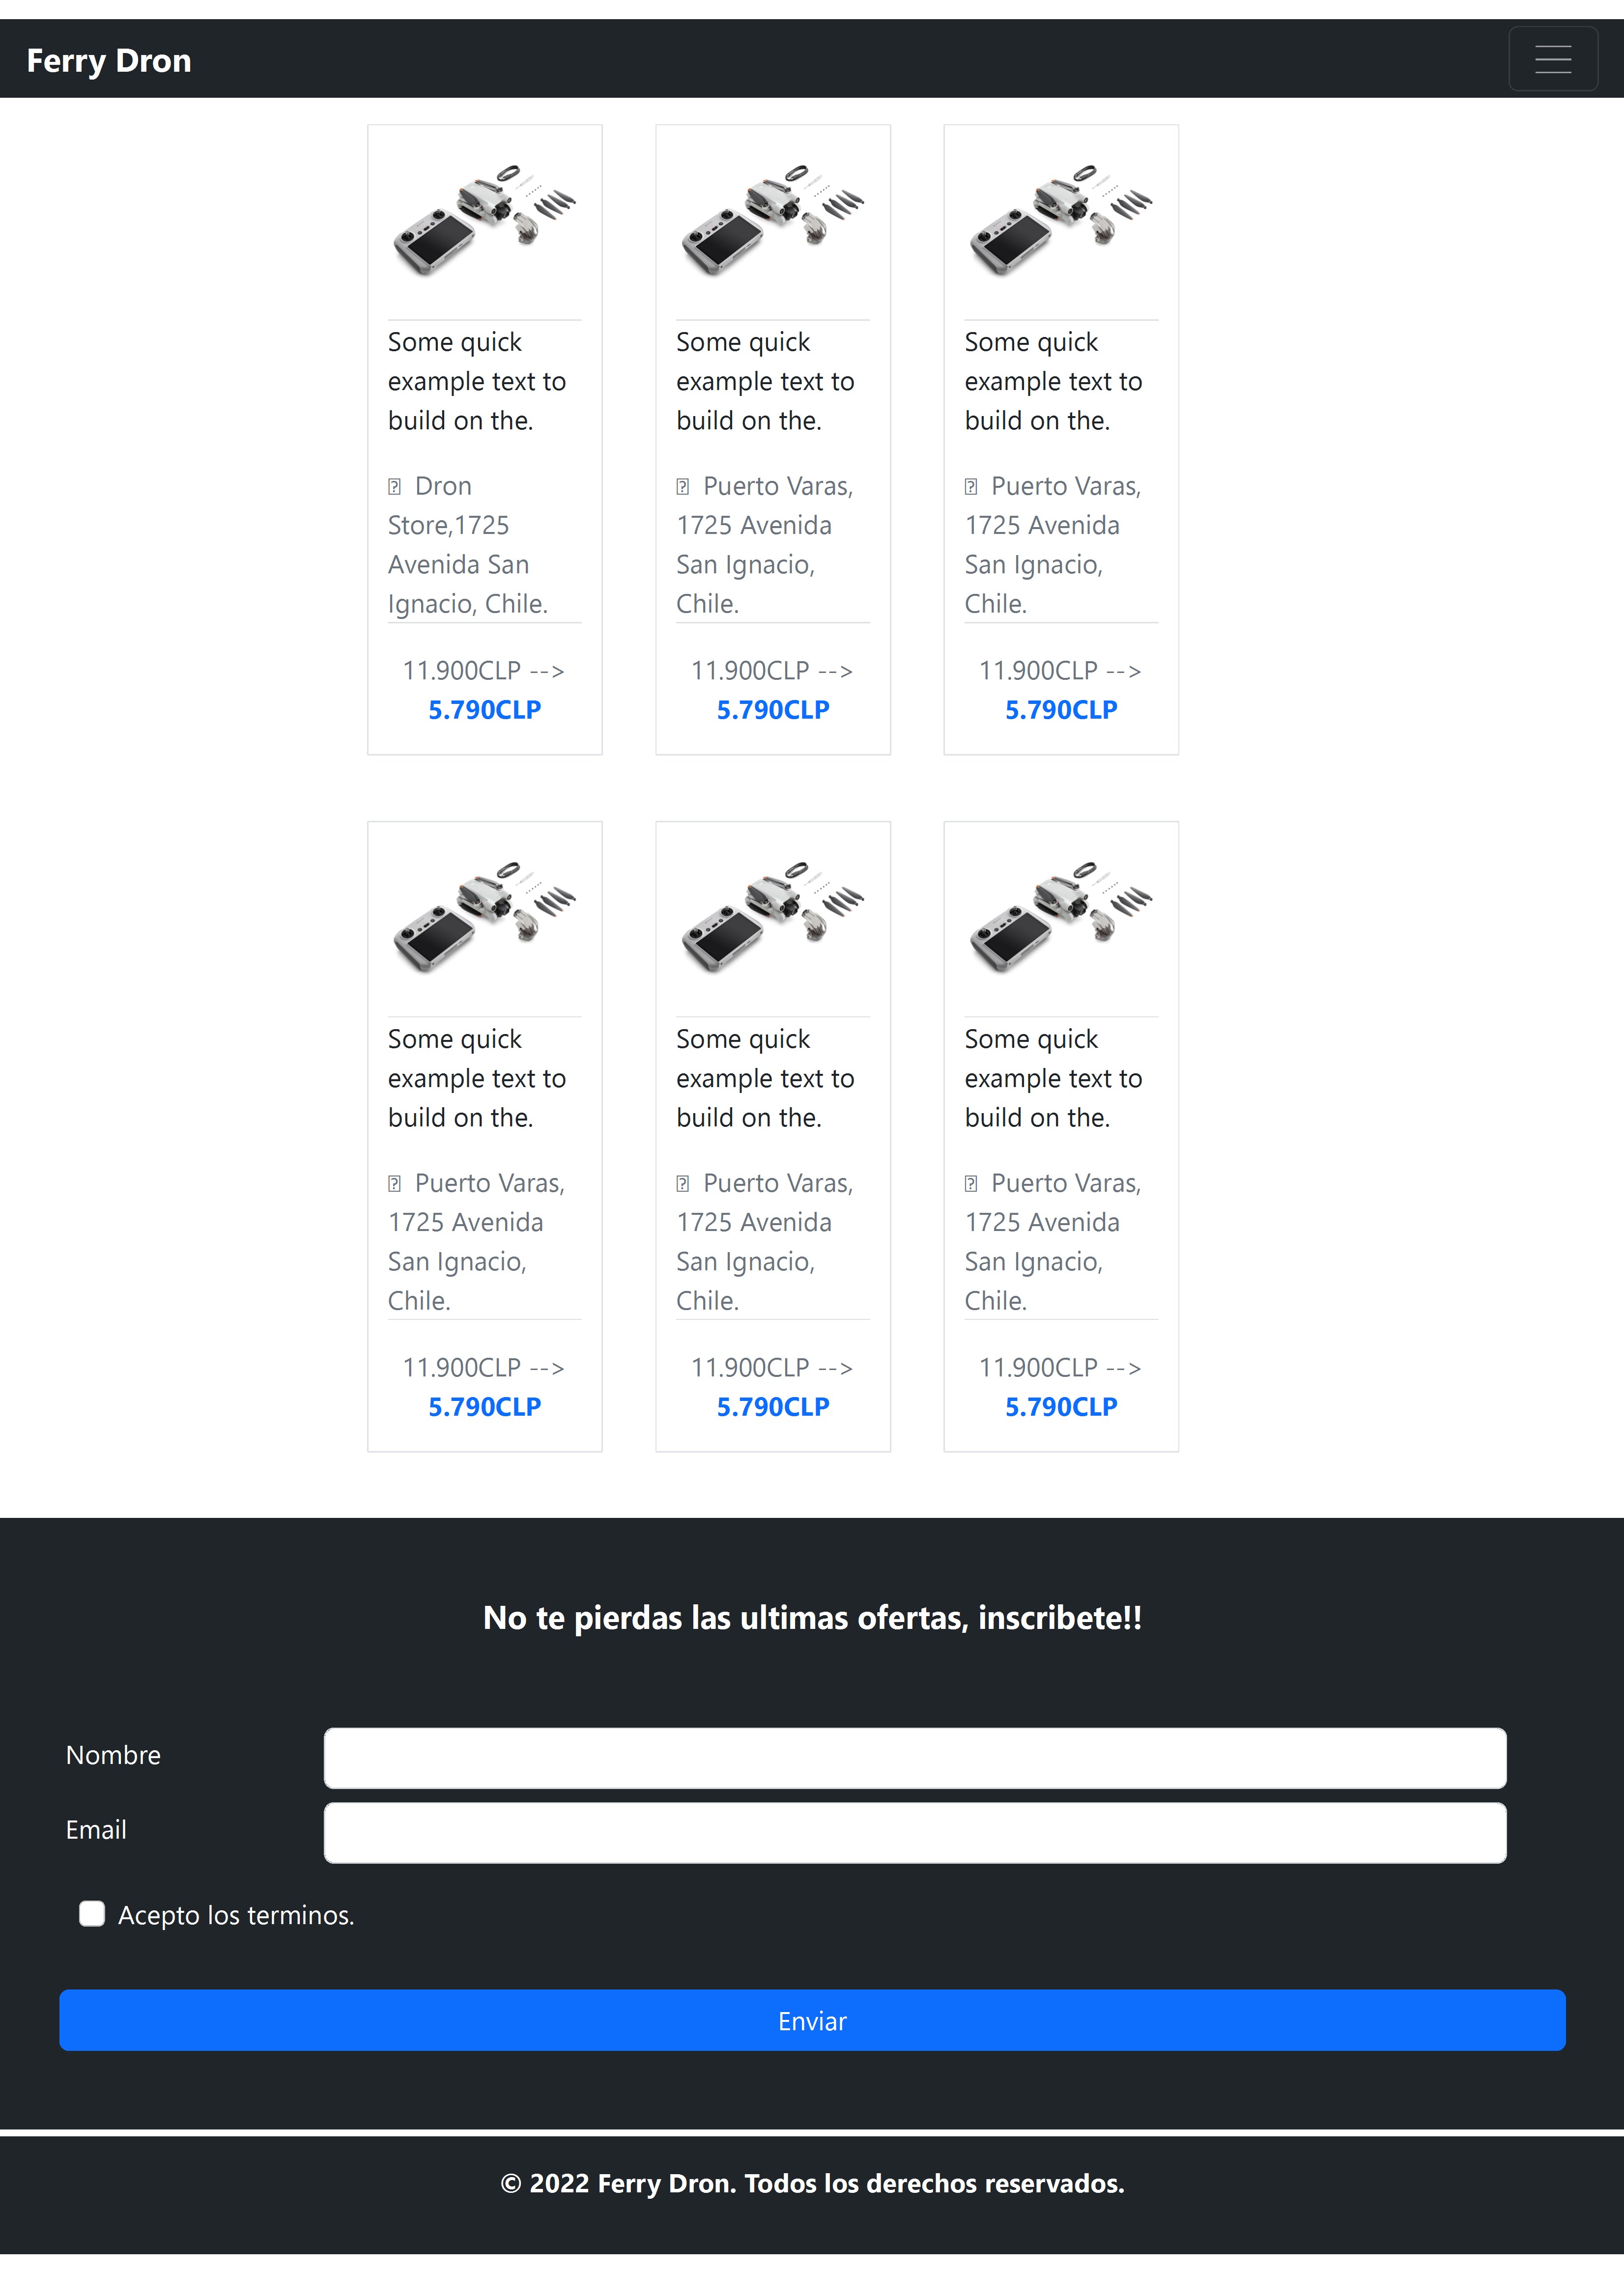 Ferry Dron
Some quick
example text to
build on the.
Dron
Store,1725
Avenida San
Ignacio, Chile.
11.900CLP -->
5.790CLP
Some quick
example text to
build on the.
Puerto Varas,
1725 Avenida
San Ignacio,
Chile.
11.900CLP -->
5.790CLP
Some quick
example text to
build on the.
Puerto Varas,
1725 Avenida
San Ignacio,
Chile.
11.900CLP -->
5.790CLP
Some quick
example text to
build on the.
Puerto Varas,
1725 Avenida
San Ignacio,
Chile.
11.900CLP -->
5.790CLP
Some quick
example text to
build on the.
Puerto Varas,
1725 Avenida
San Ignacio,
Chile.
11.900CLP -->
5.790CLP
Some quick
example text to
build on the.
Puerto Varas,
1725 Avenida
San Ignacio,
Chile.
11.900CLP -->
5.790CLP
No te pierdas las ultimas ofertas, inscribete!!
Nombre
Email
Acepto los terminos.
Enviar
© 2022 Ferry Dron. Todos los derechos reservados.